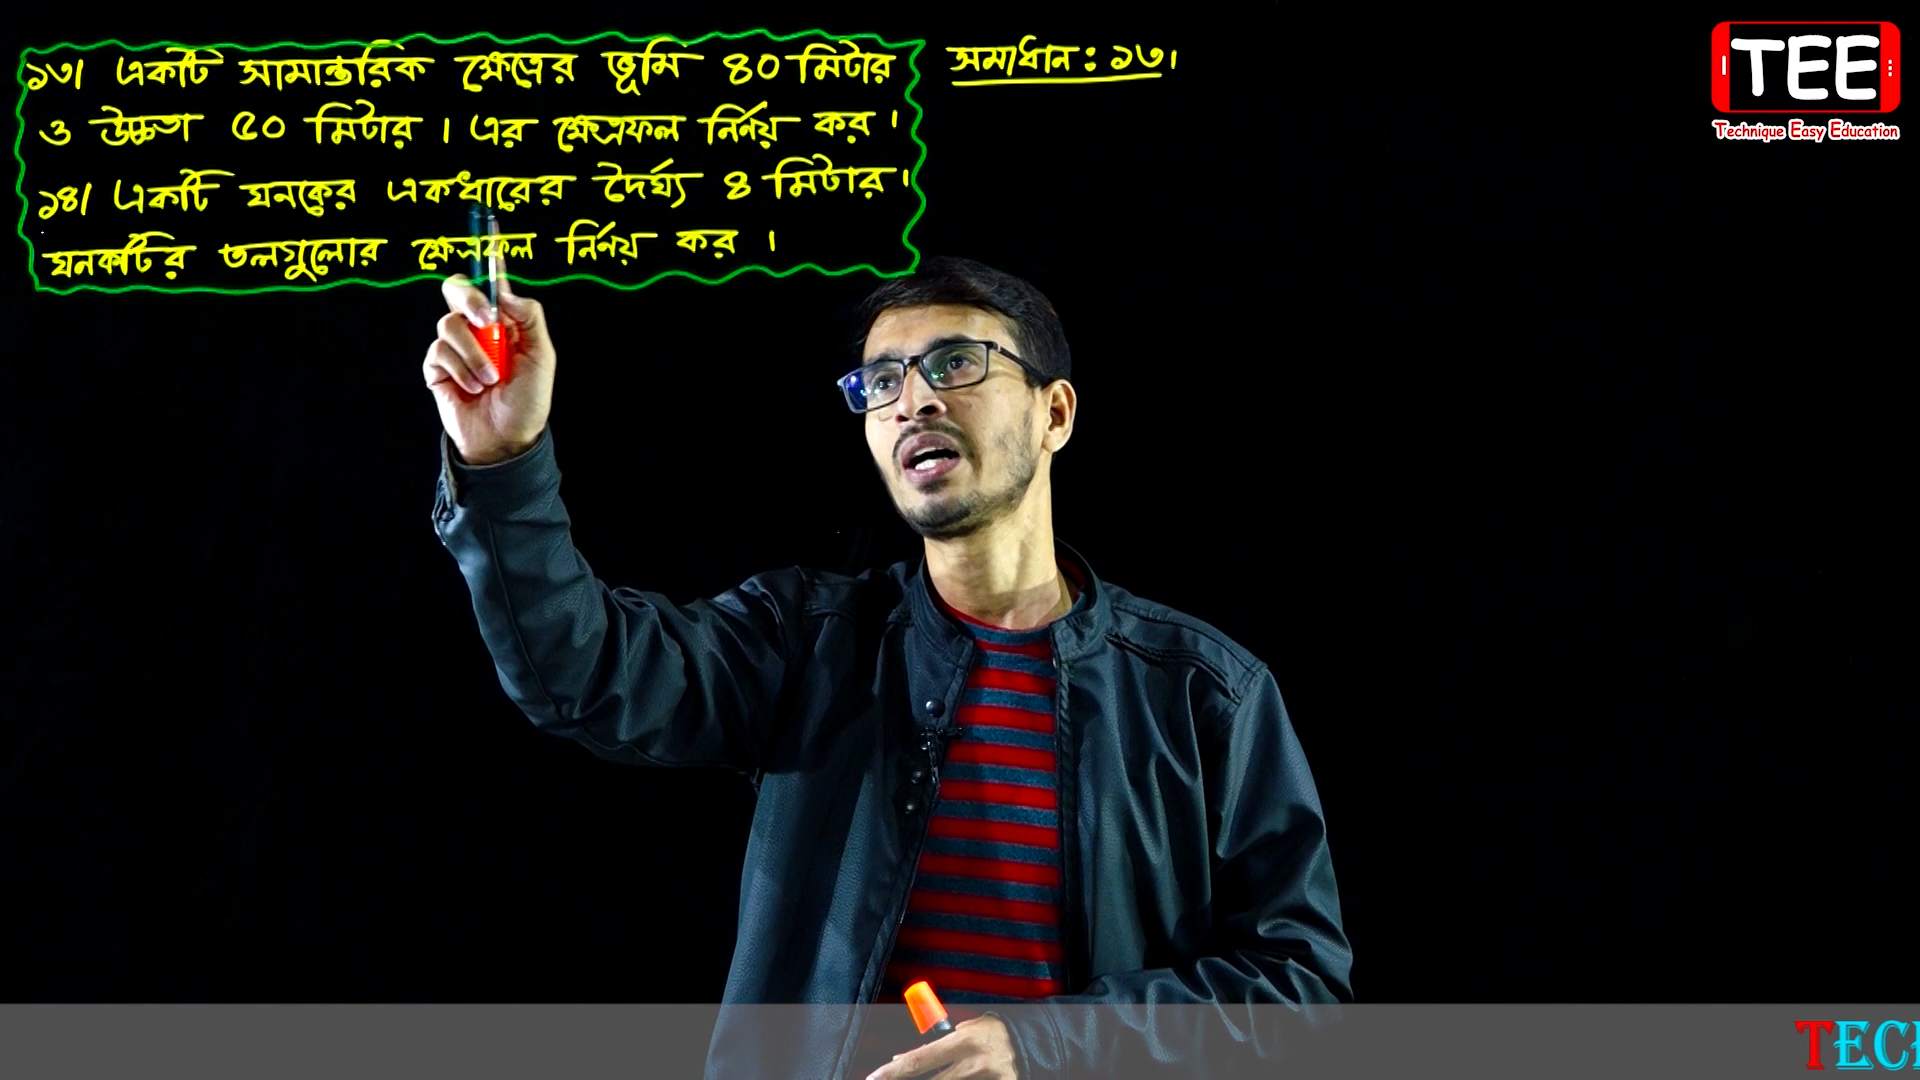 ১৩। একটি সামান্তরিক ক্ষেত্রের ভূমি ৪০ মিটার
ও উচ্চতা ৫০ মিটার। এর ক্ষেত্রফল নির্ণয় কর।
১৪। একটি ঘনকের একধারের দৈর্ঘ্য ৪ মিটার।
ঘনকটির তলগুলোর ক্ষেত্রফল নির্ণয় কর।
সমাধান: ১৩।
TEE
Technique Easy Education
TECH